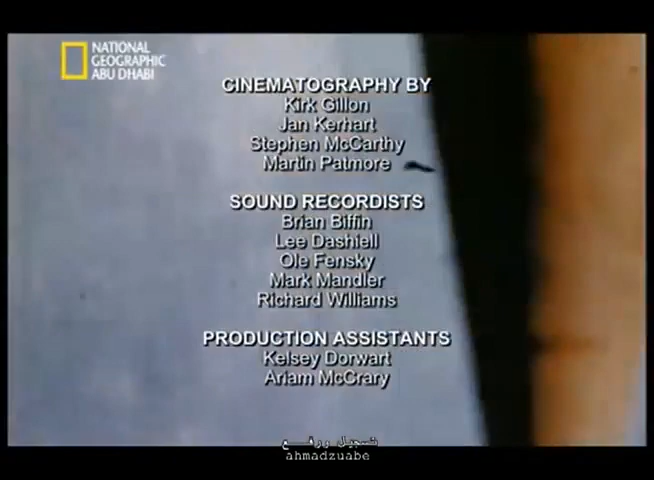 NATIONAL
GEOGRAPHIC
ABU DHABI
CINEMATOGRAPHY BY
Kirk Gillon
Jan Kerhart
Stephen McCarthy
Martin Patmore
SOUND RECORDISTS
Brian Biffin
Lee Dashiell
Ole Fensky
Mark Mandler
Richard Williams
PRODUCTION ASSISTANTS
Kelsey Dorwart
Ariam McCrary
تسجيل ورفـــع
ahmadzuabe